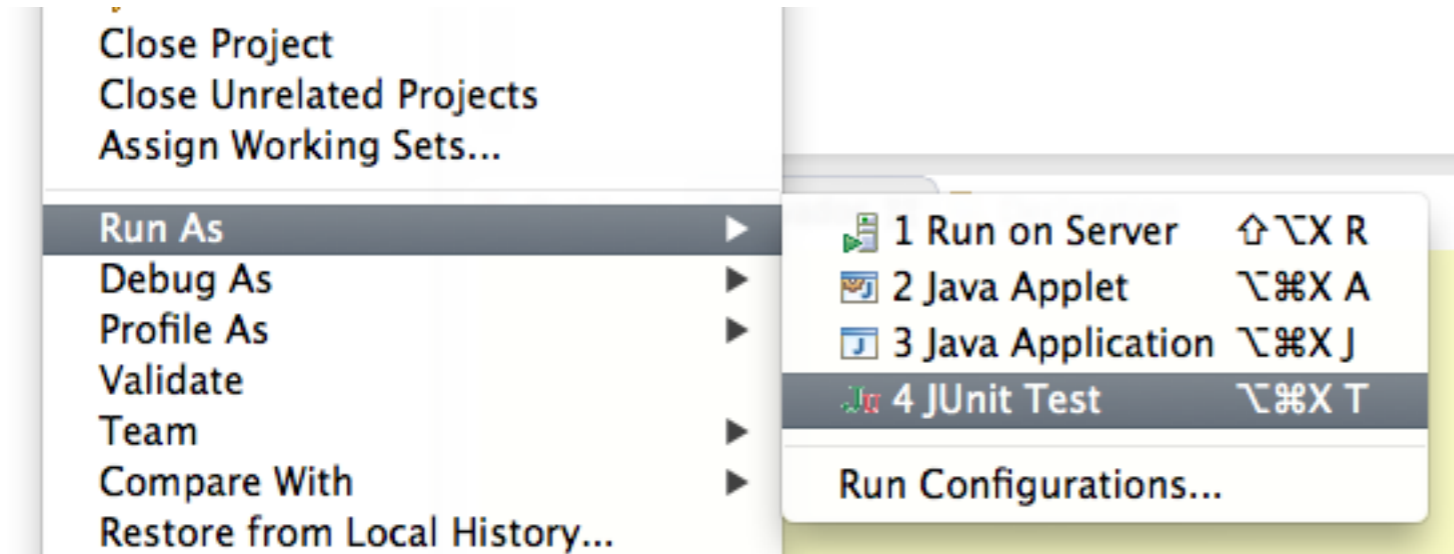 Close Project
Close Unrelated Projects
Assign Working Sets...
Run As
Debug As
Profile As
Validate
Team
Compare With
Restore from Local History...
1 Run on Server ⇧⌥X R
2 Java Applet ⌥⌘X A
3 Java Application ⌥⌘X J
4 JUnit Test ⌥⌘X T
Run Configurations...